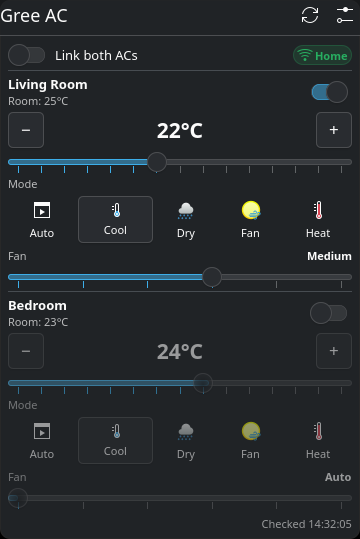 Gree AC
Link both ACs
Home
Living Room
Room: 25°C
− 22°C +
Mode
Auto Cool Dry Fan Heat
Fan Medium
Bedroom
Room: 23°C
− 24°C +
Mode
Auto Cool Dry Fan Heat
Fan Auto
Checked 14:32:05